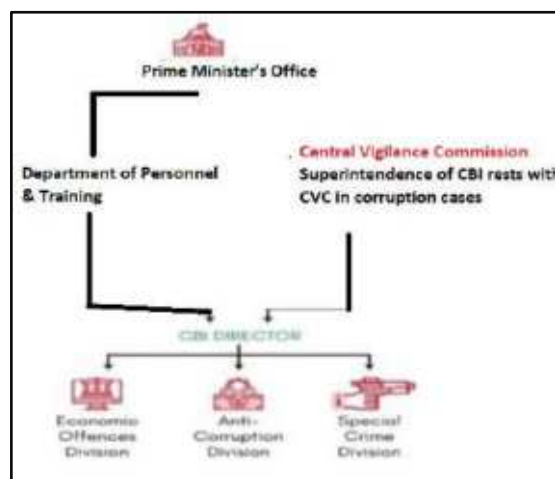 Prime Minister's Office
Department of Personnel
& Training
. Central Vigilance Commission
Superintendence of CBI rests with
CVC in corruption cases
CBI DIRECTOR
Economic
Offences
Division
Anti-
Corruption
Division
Special
Crime
Division